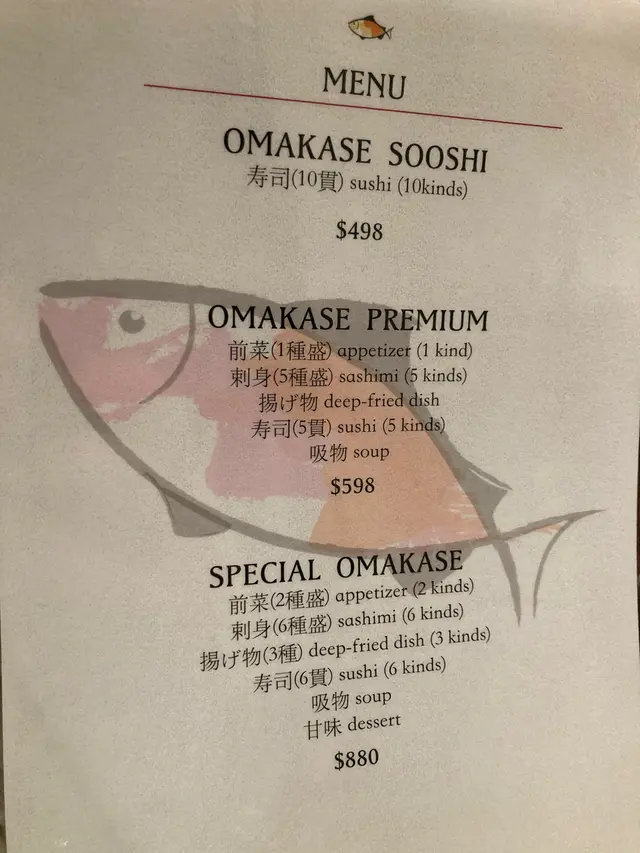 MENU
OMAKASE SOOSHI
寿司(10貫) sushi (10kinds)
$498
OMAKASE PREMIUM
前菜(1種盛) appetizer (1 kind)
刺身(5種盛) sashimi (5 kinds)
揚げ物 deep-fried dish
寿司(5貫) sushi (5 kinds)
吸物 soup
$598
SPECIAL OMAKASE
前菜(2種盛) appetizer (2 kinds)
刺身(6種盛) sashimi (6 kinds)
揚げ物(3種) deep-fried dish (3 kinds)
寿司(6貫) sushi (6 kinds)
吸物 soup
甘味 dessert
$880